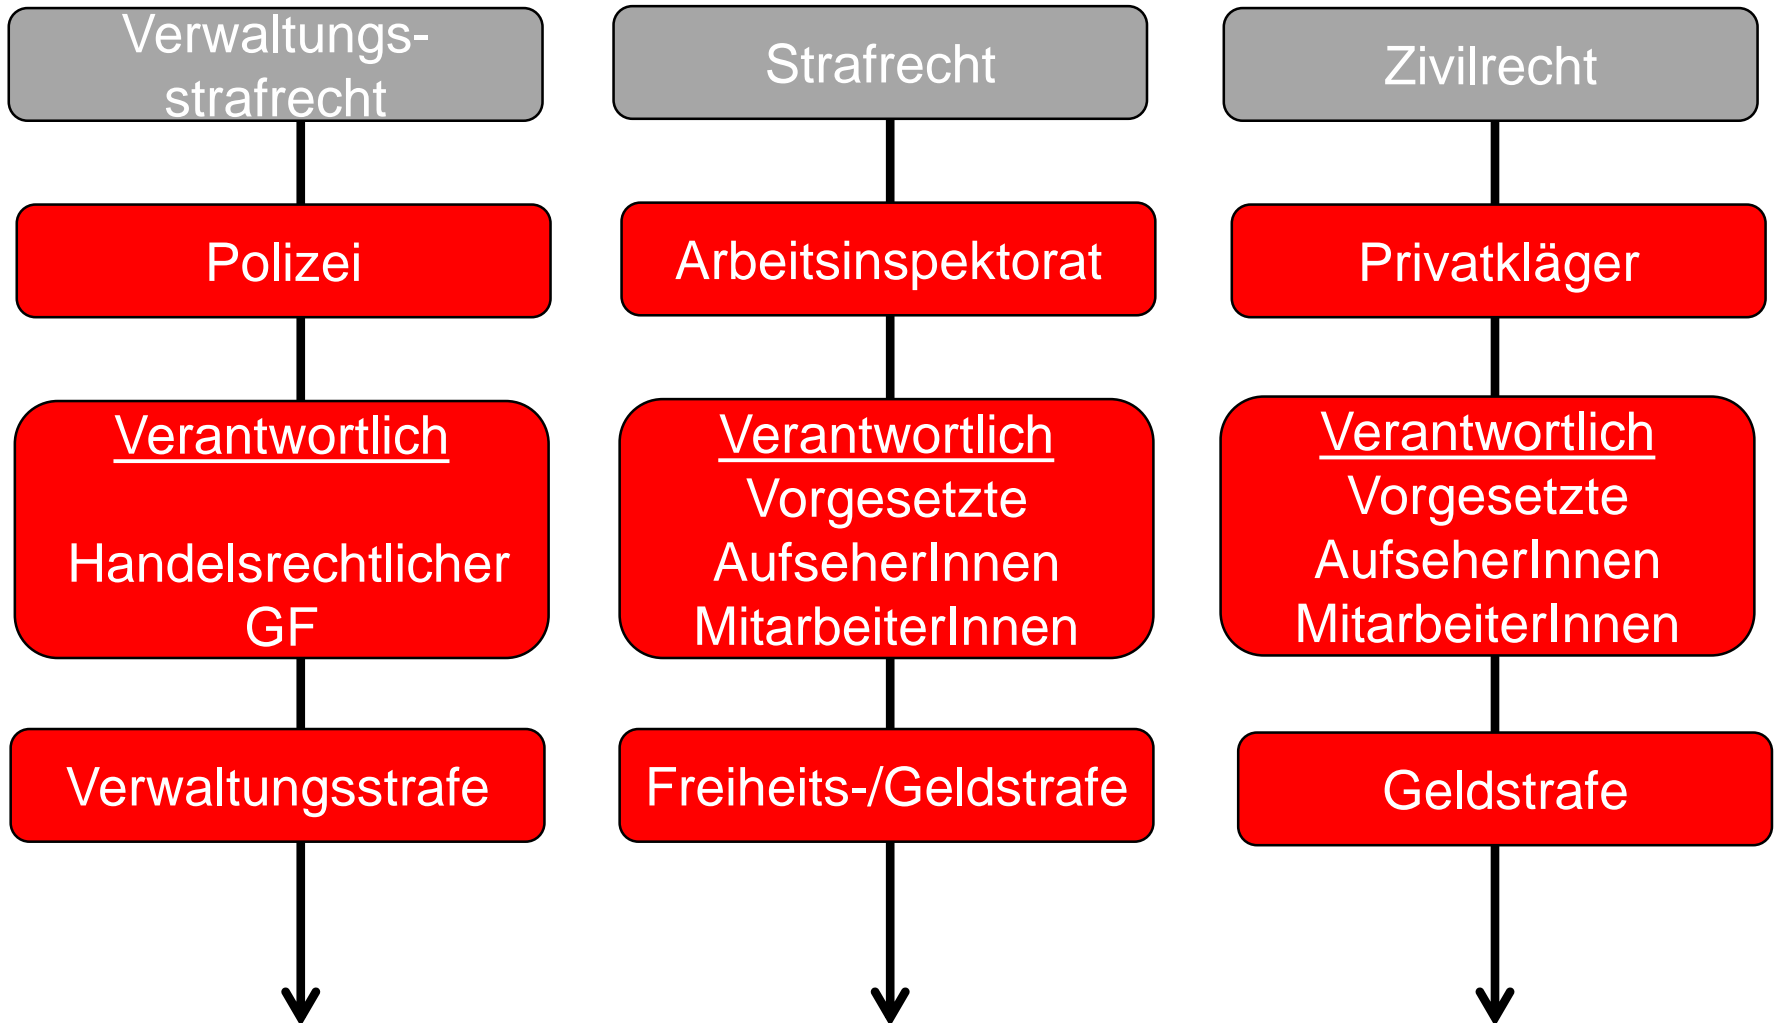 Verwaltungs-
strafrecht
Polizei
Verantwortlich
Handelsrechtlicher
GF
Verwaltungsstrafe
Strafrecht
Arbeitsinspektorat
Verantwortlich
Vorgesetzte
AufseherInnen
MitarbeiterInnen
Freiheits-/Geldstrafe
Zivilrecht
Privatkläger
Verantwortlich
Vorgesetzte
AufseherInnen
MitarbeiterInnen
Geldstrafe